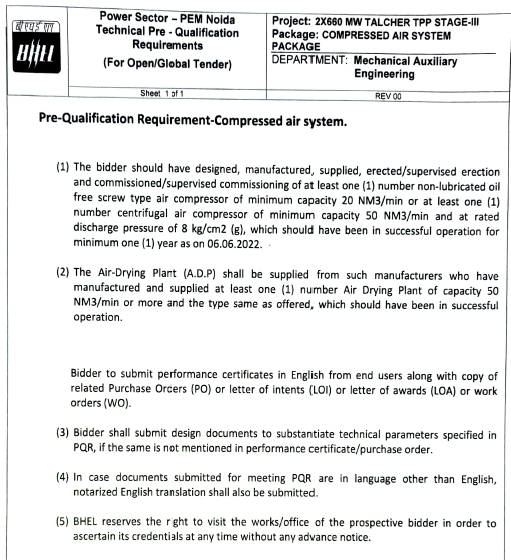 बी एच ई एल
BHEL
Power Sector – PEM Noida
Technical Pre - Qualification
Requirements
(For Open/Global Tender)
Project: 2X660 MW TALCHER TPP STAGE-III
Package: COMPRESSED AIR SYSTEM
PACKAGE
DEPARTMENT: Mechanical Auxiliary
Engineering
Sheet 1 of 1
REV 00
Pre-Qualification Requirement-Compressed air system.
(1) The bidder should have designed, manufactured, supplied, erected/supervised erection
and commissioned/supervised commissioning of at least one (1) number non-lubricated oil
free screw type air compressor of minimum capacity 20 NM3/min or at least one (1)
number centrifugal air compressor of minimum capacity 50 NM3/min and at rated
discharge pressure of 8 kg/cm2 (g), which should have been in successful operation for
minimum one (1) year as on 06.06.2022.
(2) The Air-Drying Plant (A.D.P) shall be supplied from such manufacturers who have
manufactured and supplied at least one (1) number Air Drying Plant of capacity 50
NM3/min or more and the type same as offered, which should have been in successful
operation.
Bidder to submit performance certificates in English from end users along with copy of
related Purchase Orders (PO) or letter of intents (LOI) or letter of awards (LOA) or work
orders (WO).
(3) Bidder shall submit design documents to substantiate technical parameters specified in
PQR, if the same is not mentioned in performance certificate/purchase order.
(4) In case documents submitted for meeting PQR are in language other than English,
notarized English translation shall also be submitted.
(5) BHEL reserves the right to visit the works/office of the prospective bidder in order to
ascertain its credentials at any time without any advance notice.